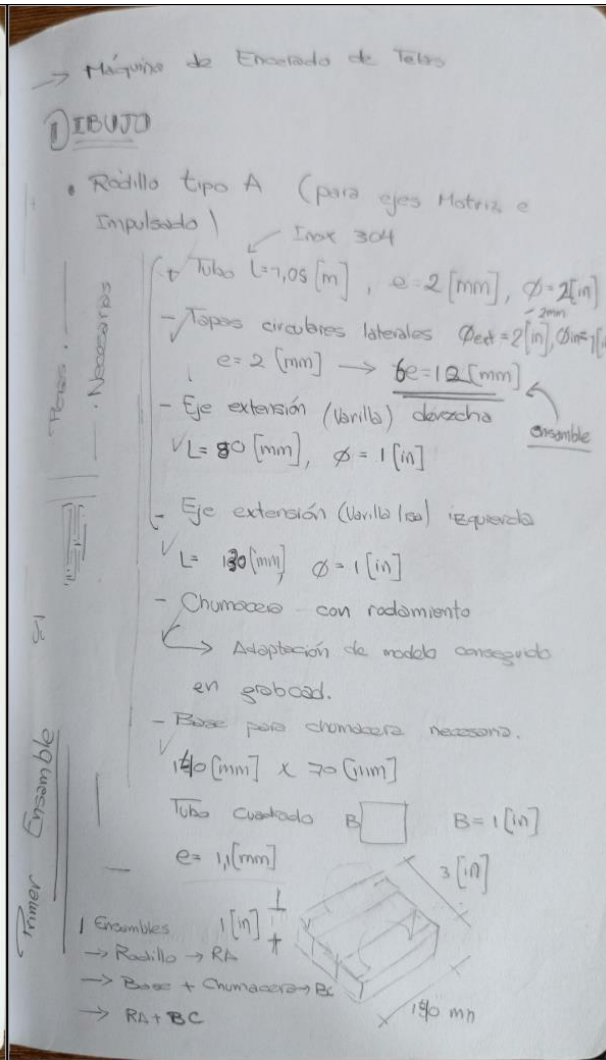 → Máquina de Encerado de Telas
① DIBUJO
• Rodillo tipo A (para ejes Motriz e
Impulsado)
Inox 304
Tubo L=1,05 [m], e=2 [mm], Ø=2[in]
-2mm
- Tapas circulares laterales Øext=2[in], Øin=1[in
e=2 [mm] → 6e=12 [mm]
ensamble
- Eje extensión (Varilla) derecha
L= 80 [mm], Ø = 1 [in]
- Eje extensión (Varilla lisa) izquierda
L= 130 [mm] Ø=1 [in]
- Chumacera con rodamiento
→ Adaptación de modelo conseguido
en grabcad.
- Base para chumacera necesaria.
140 [mm] x 70 [mm]
Tubo cuadrado B B=1 [in]
e= 1,1 [mm]
3 [in]
1 [in]
mm
Ensambles
→ Rodillo → RA
→ Base + Chumacera → BC
→ RA + BC
Necesarias
Primer Ensamble